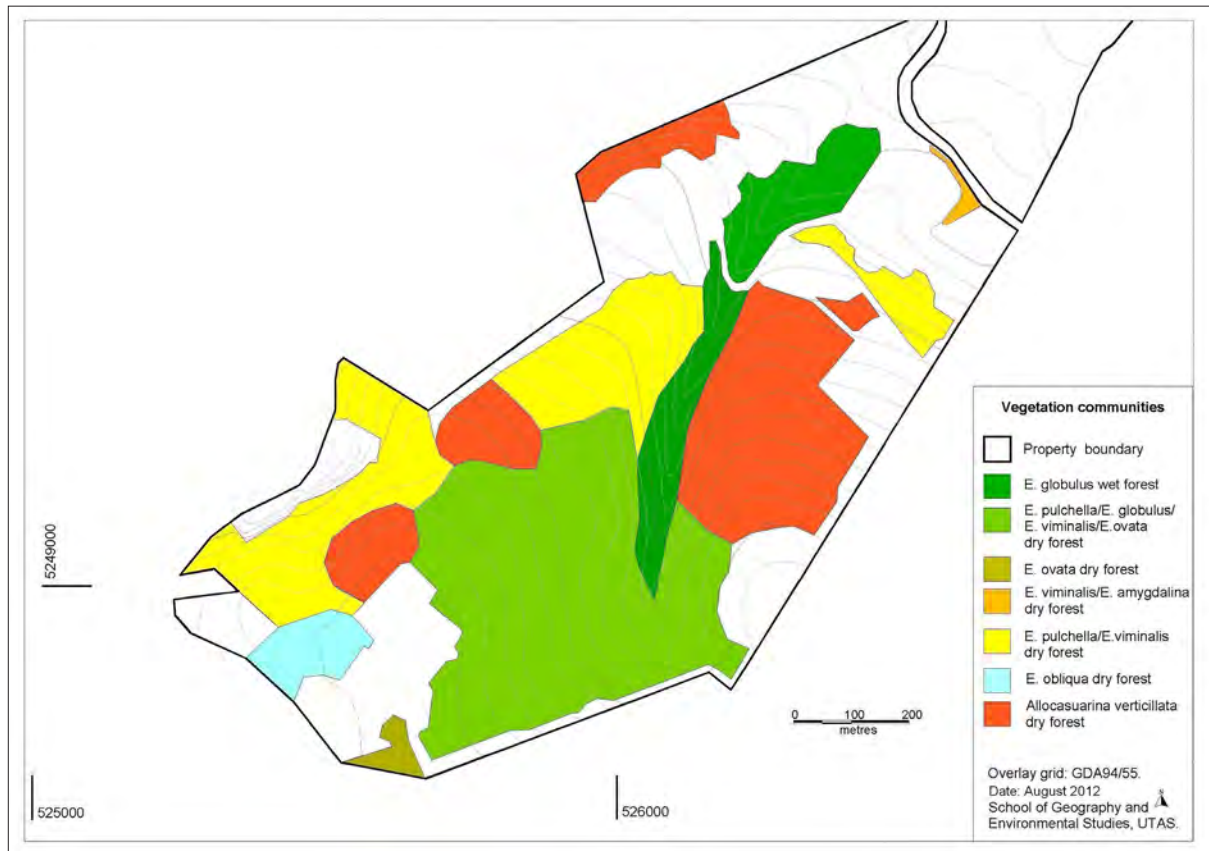 5249000
525000
526000
0 100 200
metres
Vegetation communities
Property boundary
E. globulus wet forest
E. pulchella/E. globulus/
E. viminalis/E.ovata
dry forest
E. ovata dry forest
E. viminalis/E. amygdalina
dry forest
E. pulchella/E.viminalis
dry forest
E. obliqua dry forest
Allocasuarina verticillata
dry forest
Overlay grid: GDA94/55.
Date: August 2012
School of Geography and
Environmental Studies, UTAS.